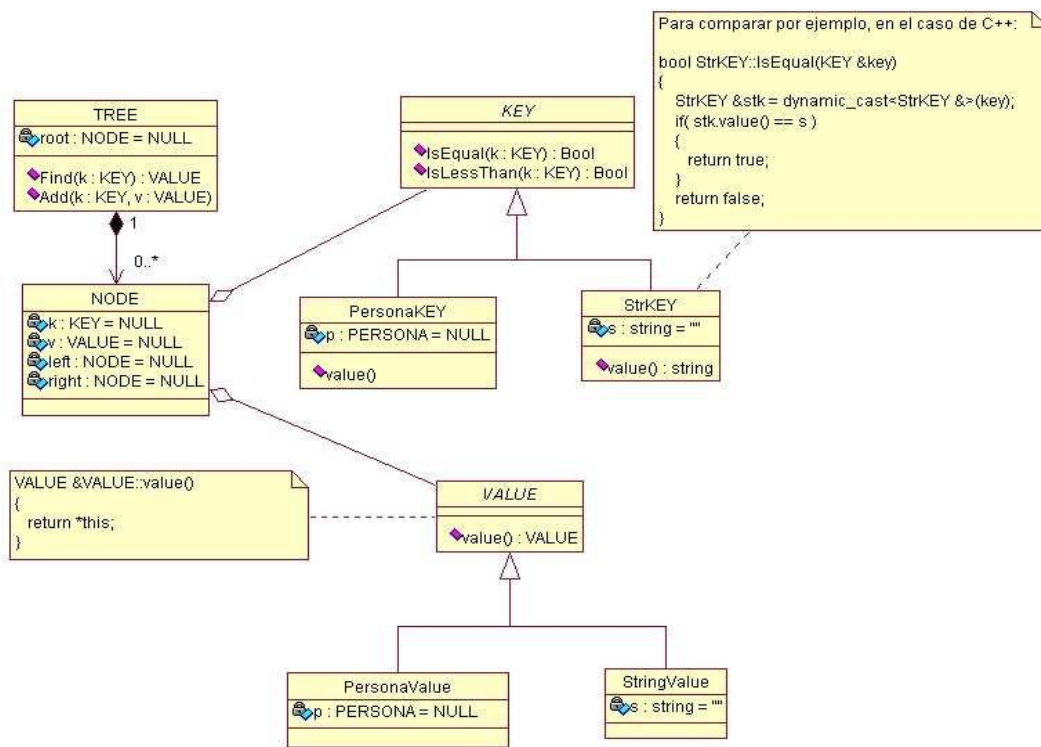 Para comparar por ejemplo, en el caso de C++:
bool StrKEY::IsEqual(KEY &key)
{
StrKEY &stk = dynamic_cast<StrKEY &>(key);
if( stk.value() == s )
{
return true;
}
return false;
}
TREE
root : NODE = NULL
Find(k : KEY) : VALUE
Add(k : KEY, v : VALUE)
1
0..*
KEY
IsEqual(k : KEY) : Bool
IsLessThan(k : KEY) : Bool
NODE
k : KEY = NULL
v : VALUE = NULL
left : NODE = NULL
right : NODE = NULL
PersonaKEY
p : PERSONA = NULL
value()
StrKEY
s : string = ""
value() : string
VALUE &VALUE::value()
{
return *this;
}
VALUE
value() : VALUE
PersonaValue
p : PERSONA = NULL
StringValue
s : string = ""